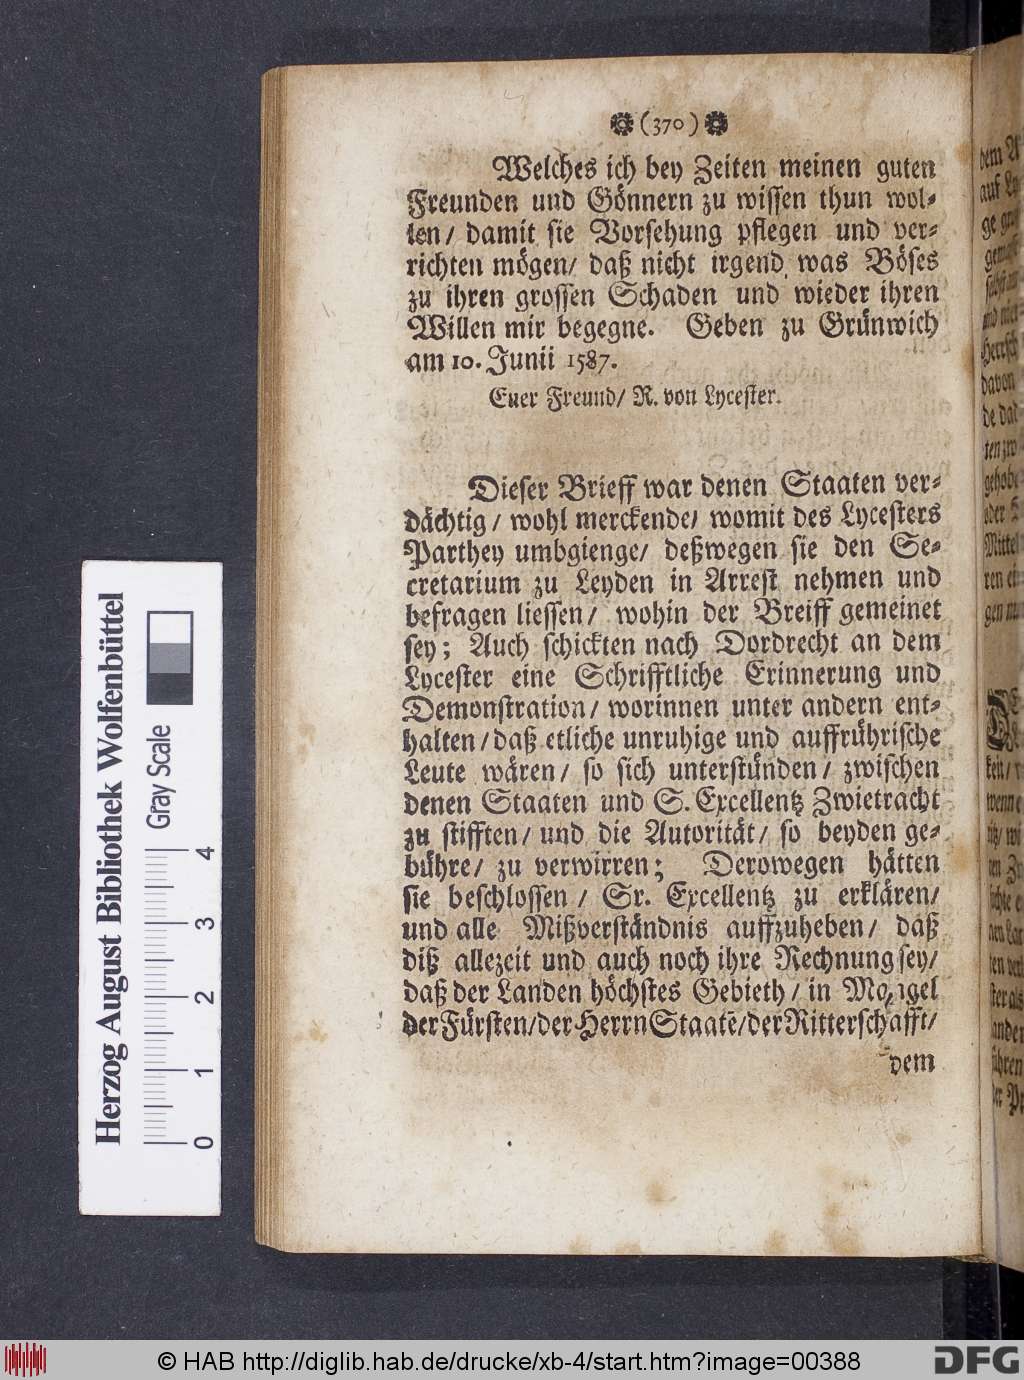 (370)
Welches ich bey Zeiten meinen guten
Freunden und Gönnern zu wissen thun wol-
len/ damit sie Vorsehung pflegen und ver-
richten mögen/ daß nicht irgend was Böses
zu ihren grossen Schaden und wieder ihren
Willen mir begegne. Geben zu Grünwich
am 10. Junii 1587.
Euer Freund/ R. von Lycester.
Dieser Brieff war denen Staaten ver-
dächtig/ wohl merckende/ womit des Lycesters
Parthey umbgienge/ deßwegen sie den Se-
cretarium zu Leyden in Arrest nehmen und
befragen liessen/ wohin der Breiff gemeinet
sey; Auch schickten nach Dordrecht an dem
Lycester eine Schrifftliche Erinnerung und
Demonstration/ worinnen unter andern ent-
halten/ daß etliche unruhige und auffrührische
Leute wären/ so sich unterstünden/ zwischen
denen Staaten und S. Excellentz Zwietracht
zu stifften/ und die Autorität/ so beyden ge-
bühre/ zu verwirren; Derowegen hätten
sie beschlossen/ Sr. Excellentz zu erklären/
und alle Mißverständnis auffzuheben/ daß
diß allezeit und auch noch ihre Rechnung sey/
daß der Landen höchstes Gebieth/ in Mangel
der Fürsten/ der Herrn Staatē/ der Ritterschafft/
dem
Herzog August Bibliothek Wolfenbüttel
Gray Scale
0 1 2 3 4
© HAB http://diglib.hab.de/drucke/xb-4/start.htm?image=00388
DFG